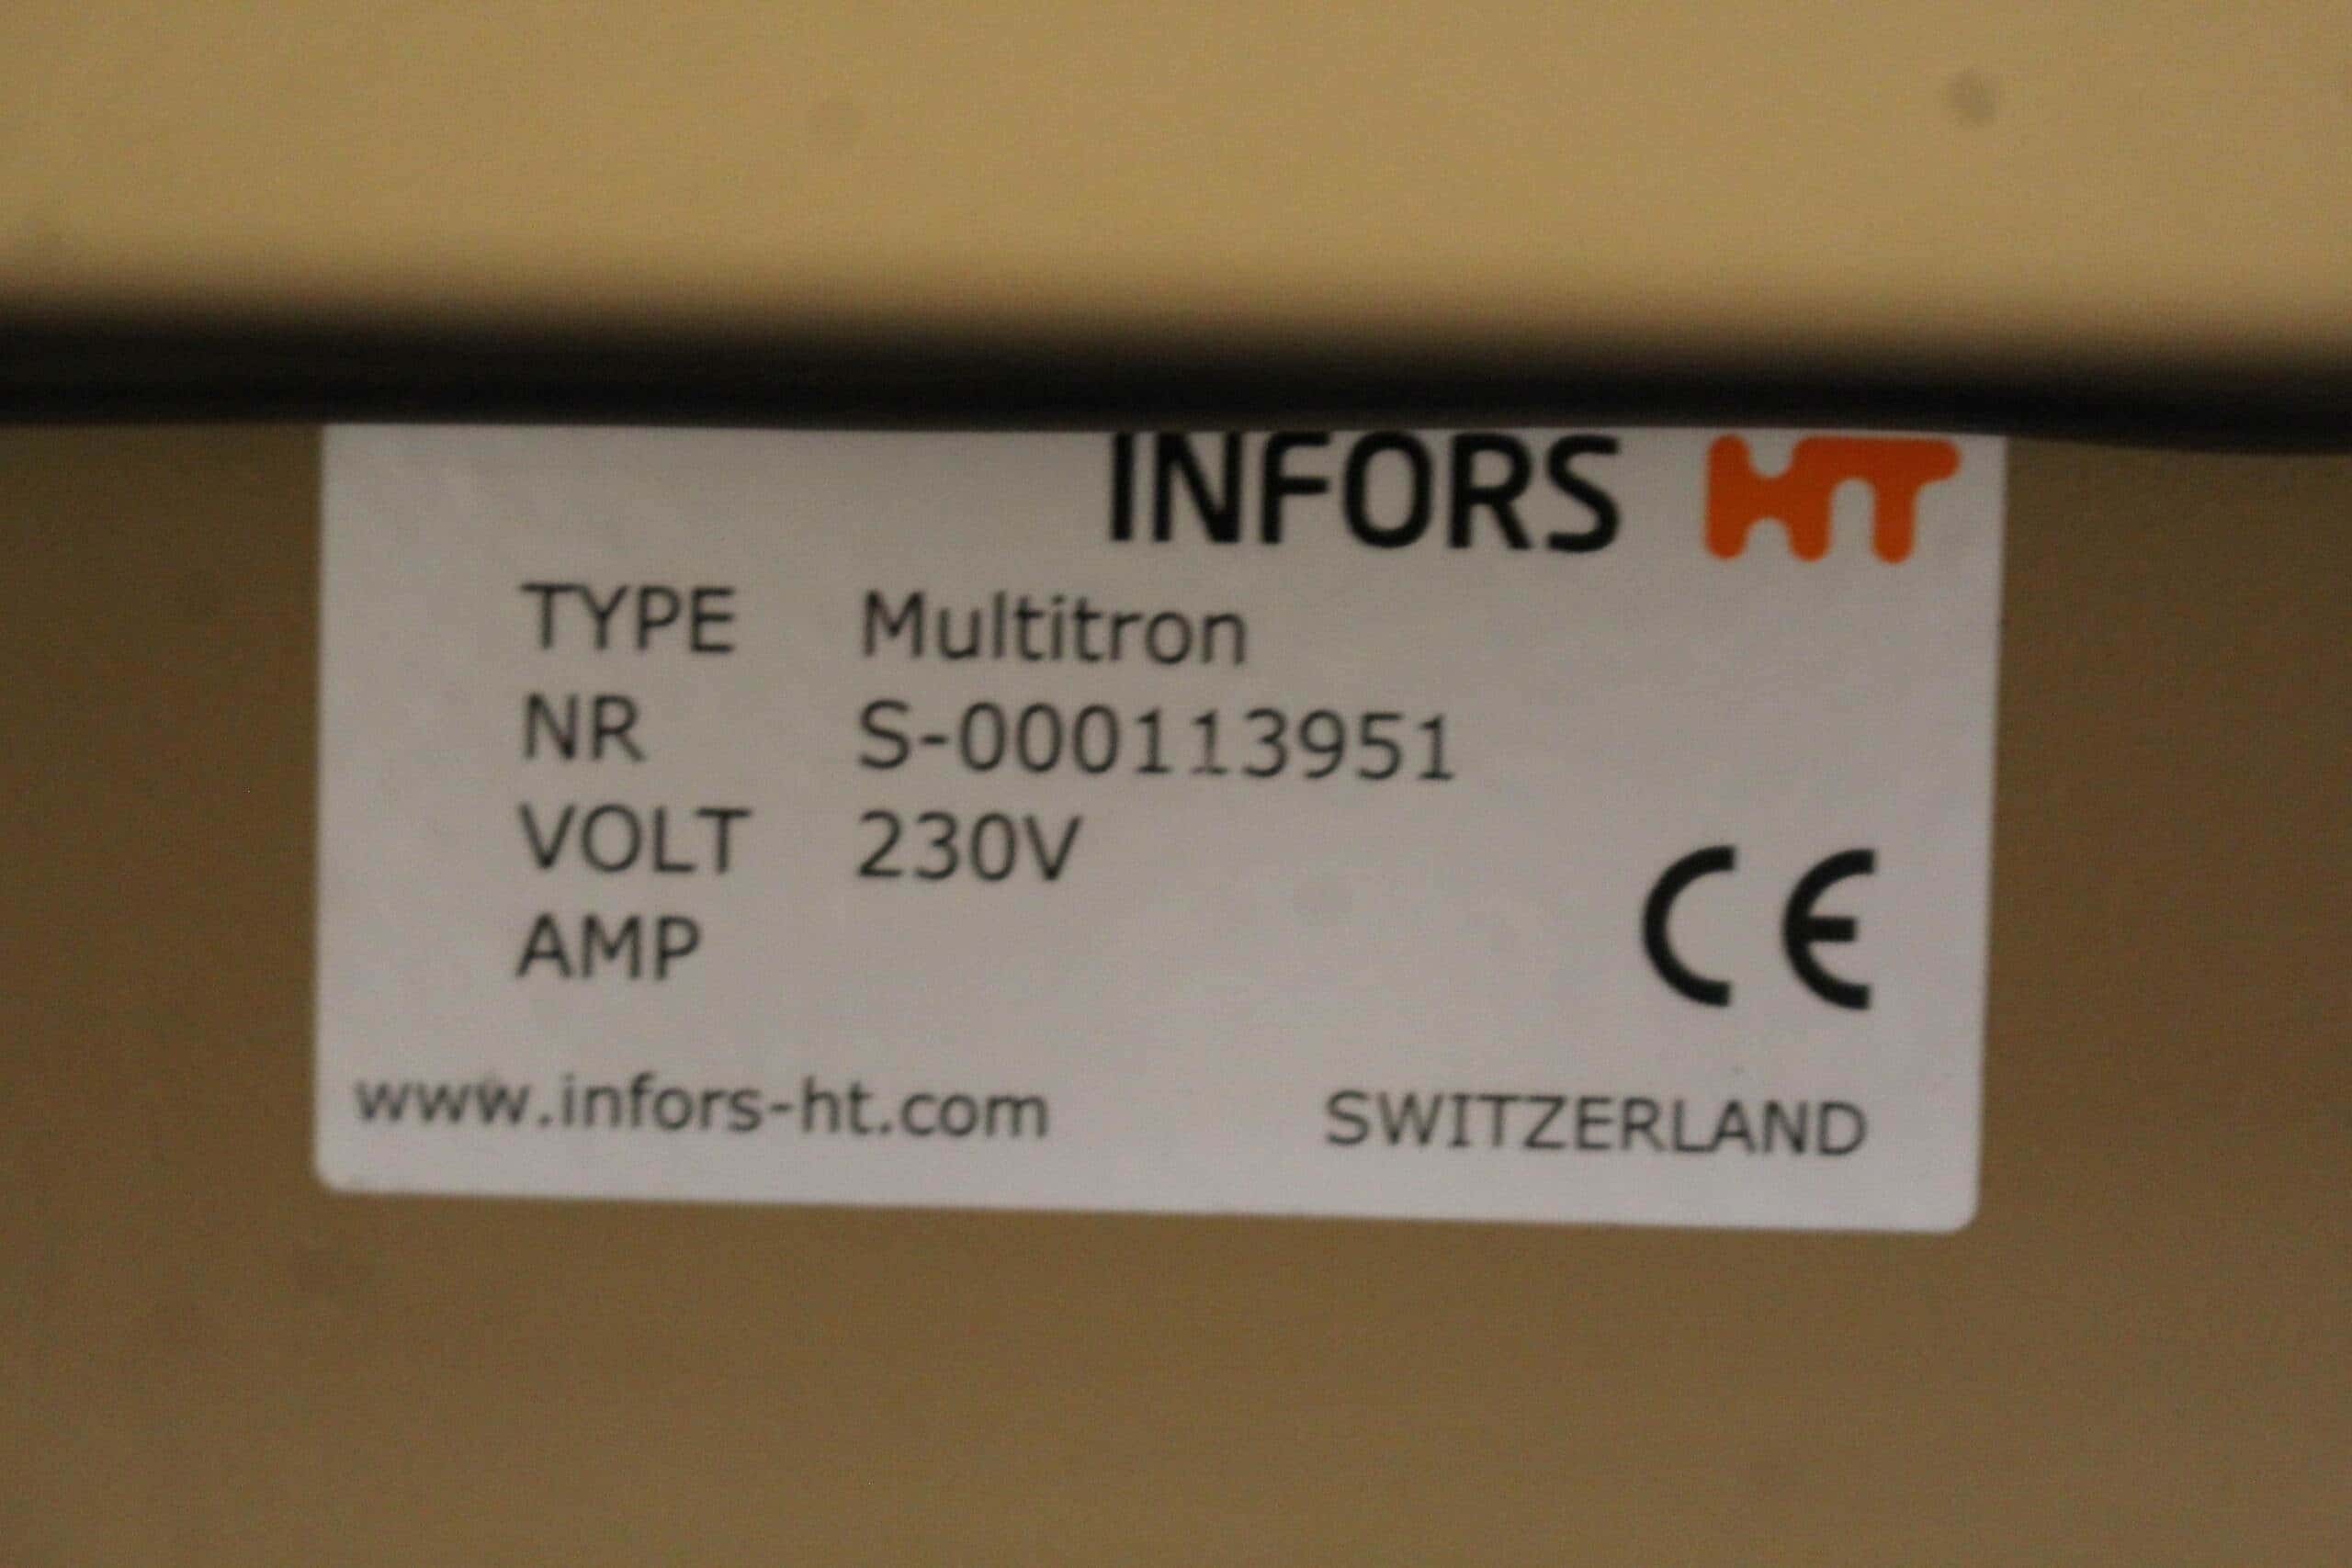 INFORS HT
TYPE Multitron
NR S-000113951
VOLT 230V
AMP
CE
www.infors-ht.com SWITZERLAND